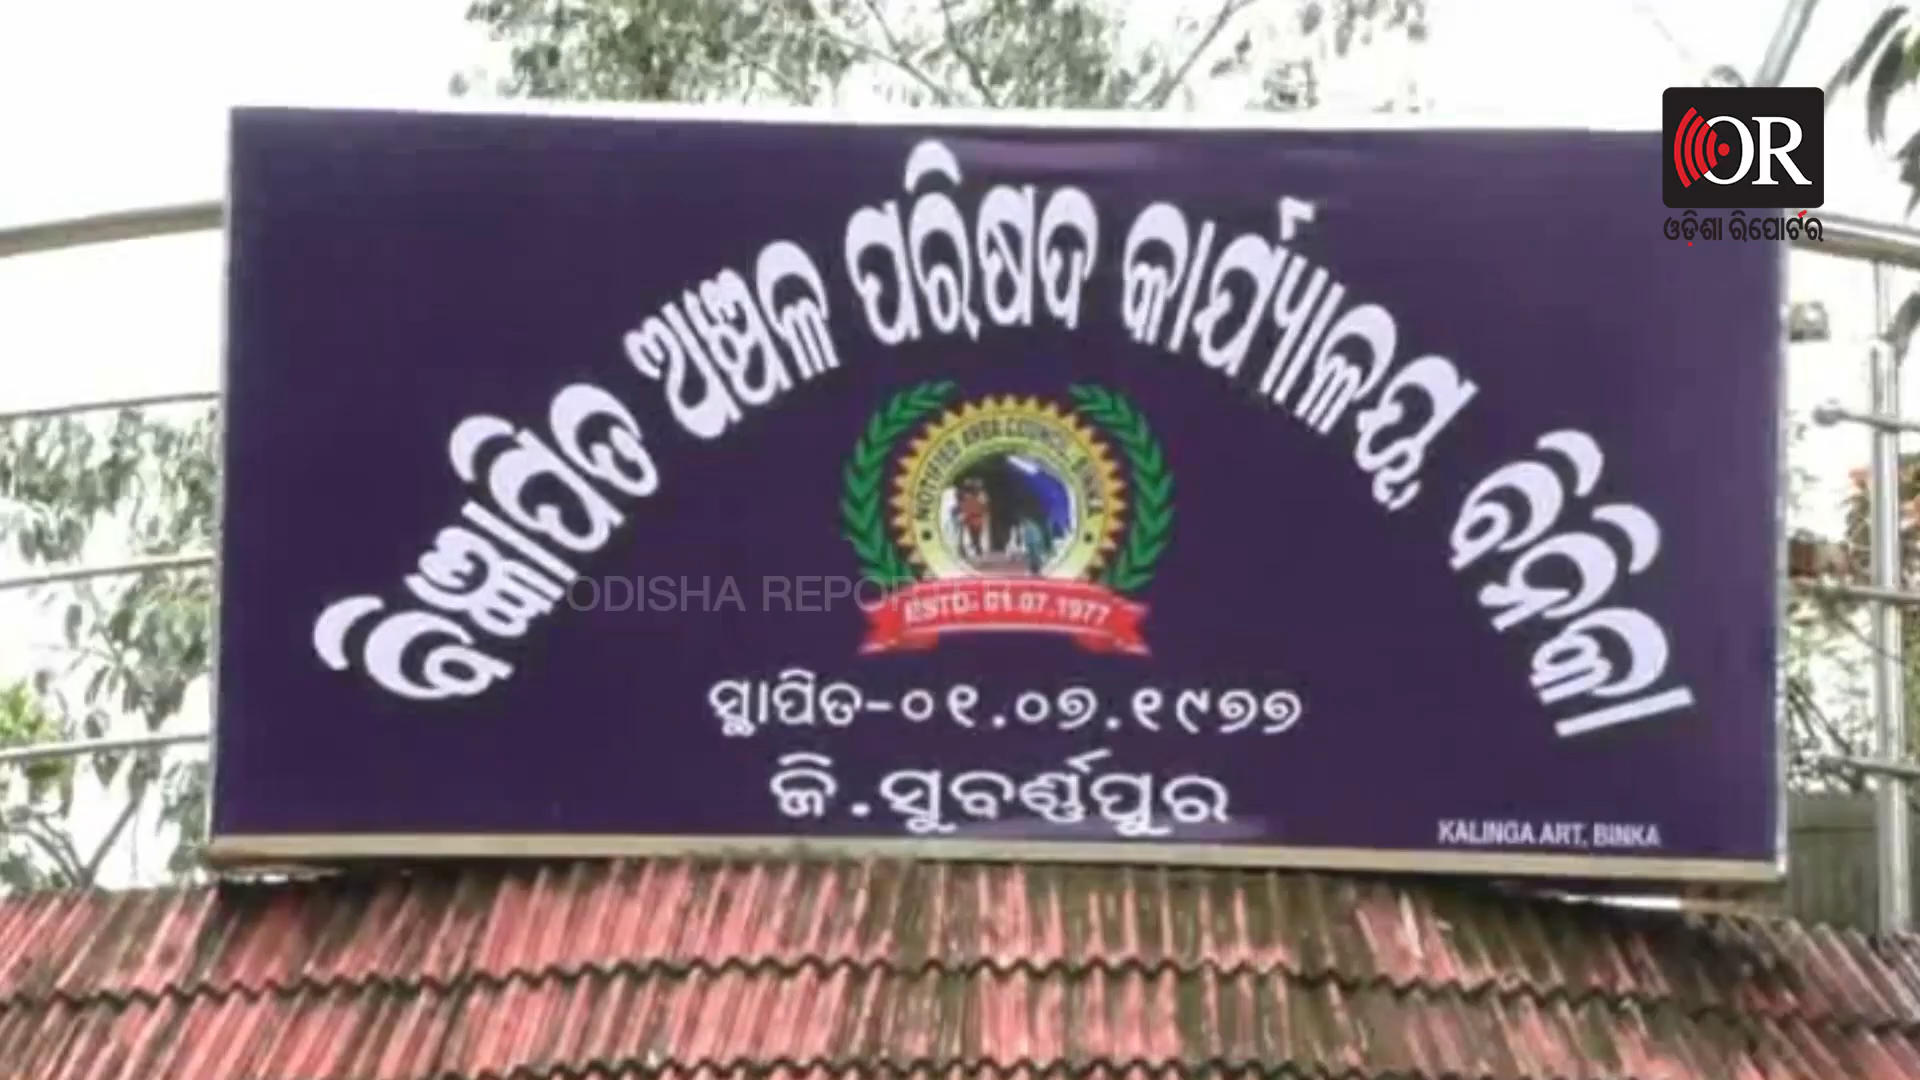 OR
ଓଡ଼ିଶା ରିପୋର୍ଟର
ବିଜ୍ଞାପିତ ଅଞ୍ଚଳ ପରିଷଦ କାର୍ଯ୍ୟାଳୟ, ବିନିକା
NOTIFIED AREA COUNCIL, BINKA
ODISHA REPORTER
ESTD. 01.07.1977
ସ୍ଥାପିତ-୦୧.୦୭.୧୯୭୭
ଜି.ସୁବର୍ଣ୍ଣପୁର
KALINGA ART, BINKA